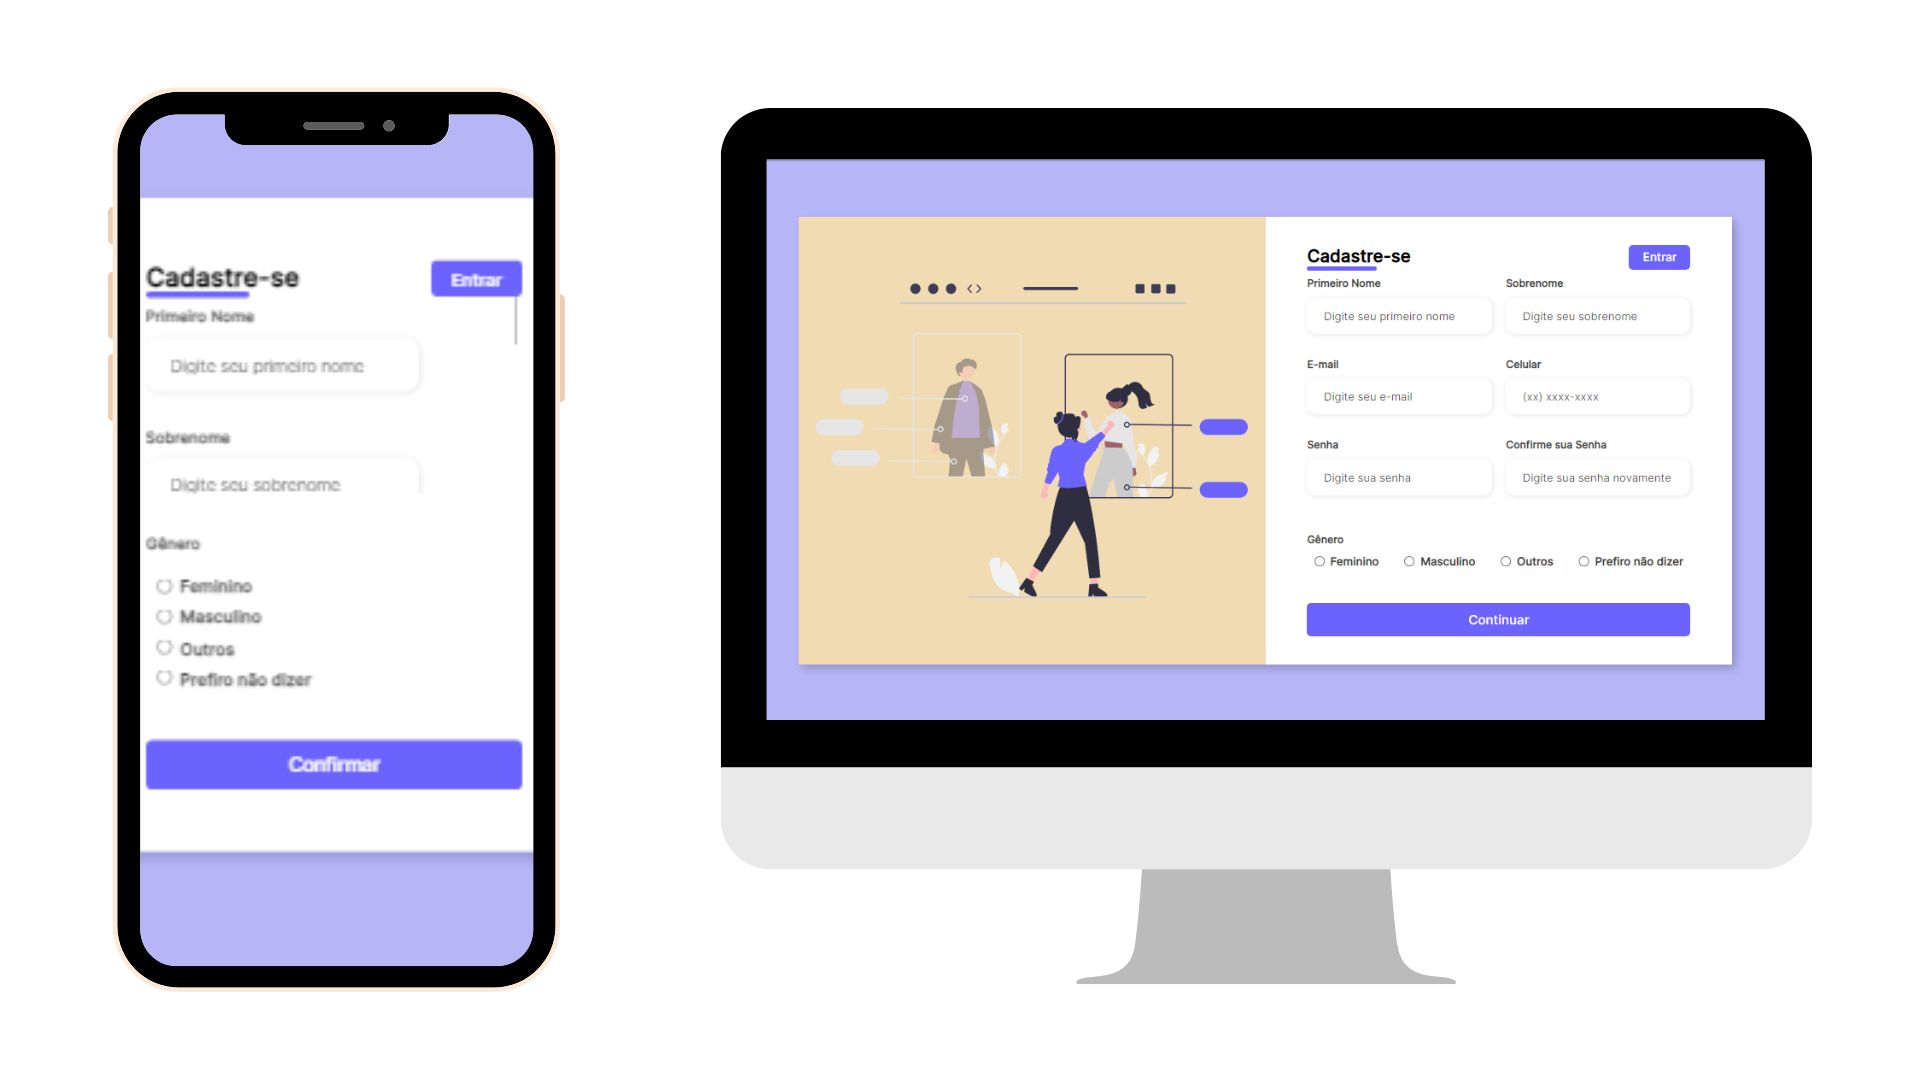 Cadastre-se
Entrar
Primeiro Nome
Digite seu primeiro nome
Sobrenome
Digite seu sobrenome
Gênero
Feminino
Masculino
Outros
Prefiro não dizer
Confirmar
Cadastre-se
Entrar
Primeiro Nome Sobrenome
Digite seu primeiro nome Digite seu sobrenome
E-mail Celular
Digite seu e-mail (xx) xxxx-xxxx
Senha Confirme sua Senha
Digite sua senha Digite sua senha novamente
Gênero
Feminino Masculino Outros Prefiro não dizer
Continuar